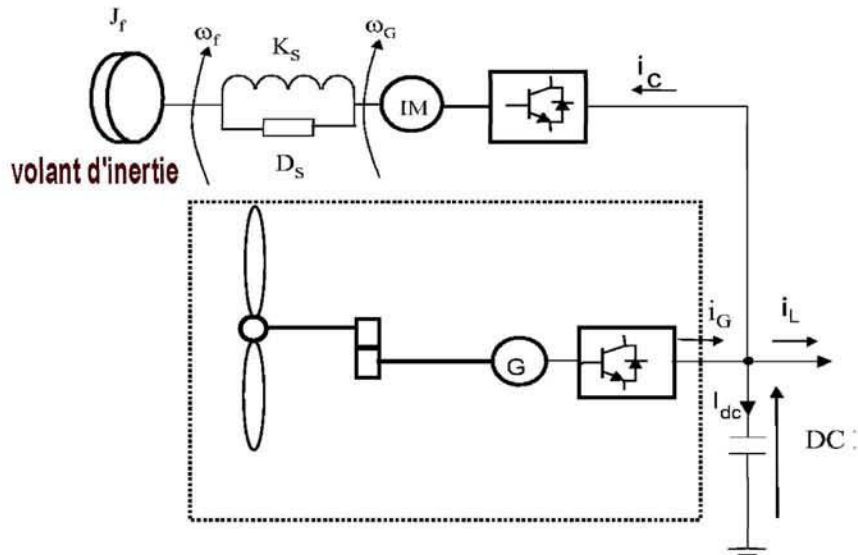 J_f
ω_f
K_S
ω_G
IM
i_C
D_S
volant d'inertie
i_G
i_L
G
I_dc
DC :